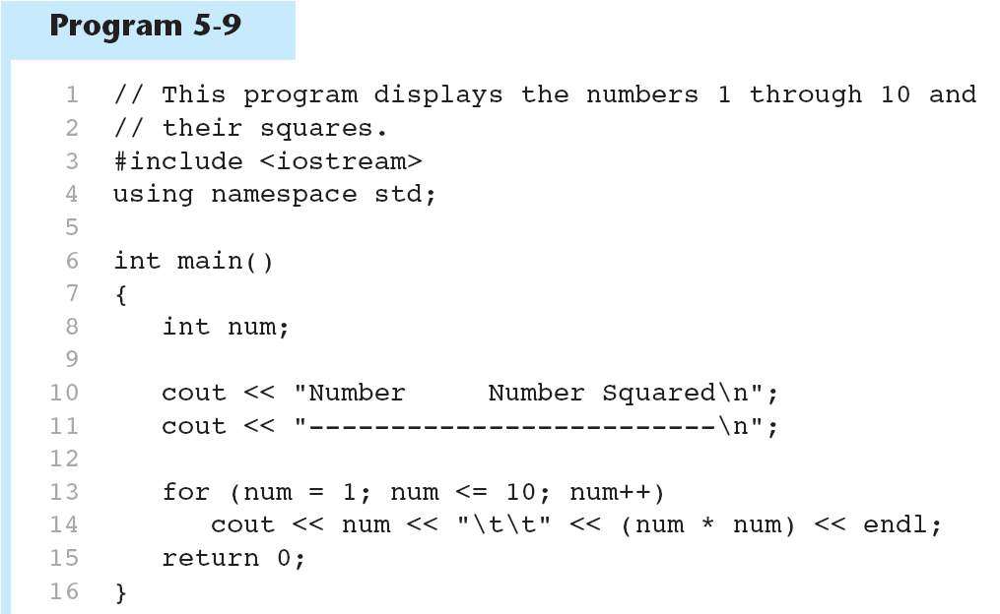 Program 5-9
1 // This program displays the numbers 1 through 10 and
2 // their squares.
3 #include <iostream>
4 using namespace std;
5
6 int main()
7 {
8    int num;
9
10    cout << "Number     Number Squared\n";
11    cout << "-------------------------\n";
12
13    for (num = 1; num <= 10; num++)
14       cout << num << "\t\t" << (num * num) << endl;
15    return 0;
16 }